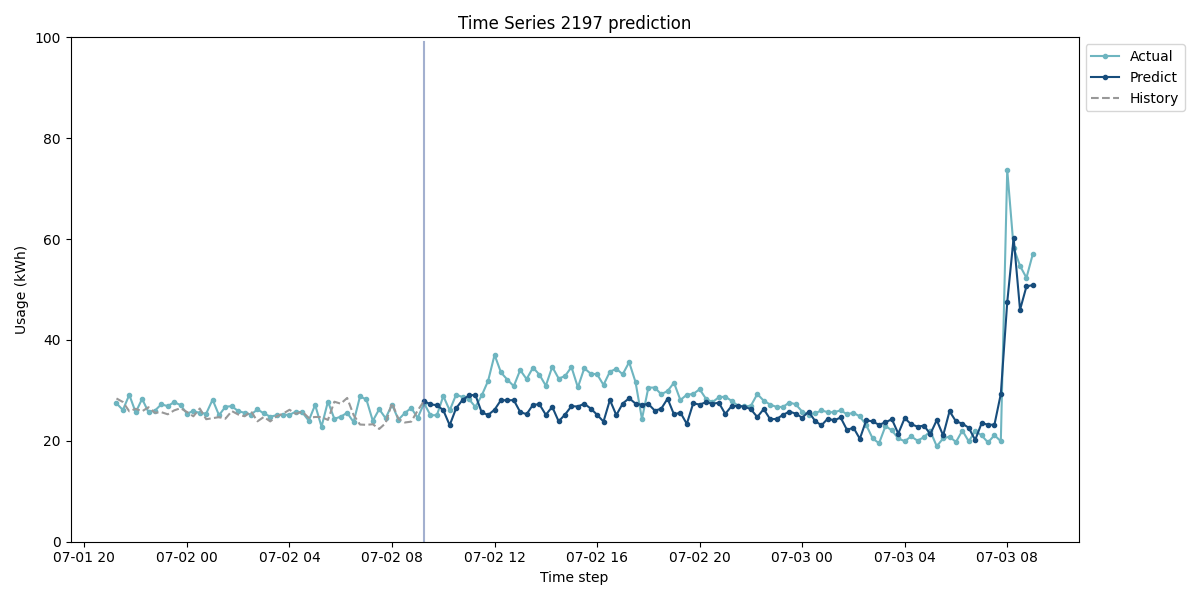 Time Series 2197 prediction
Usage (kWh)
100
80
60
40
20
0
07-01 20
07-02 00
07-02 04
07-02 08
07-02 12
07-02 16
07-02 20
07-03 00
07-03 04
07-03 08
Time step
Actual
Predict
History